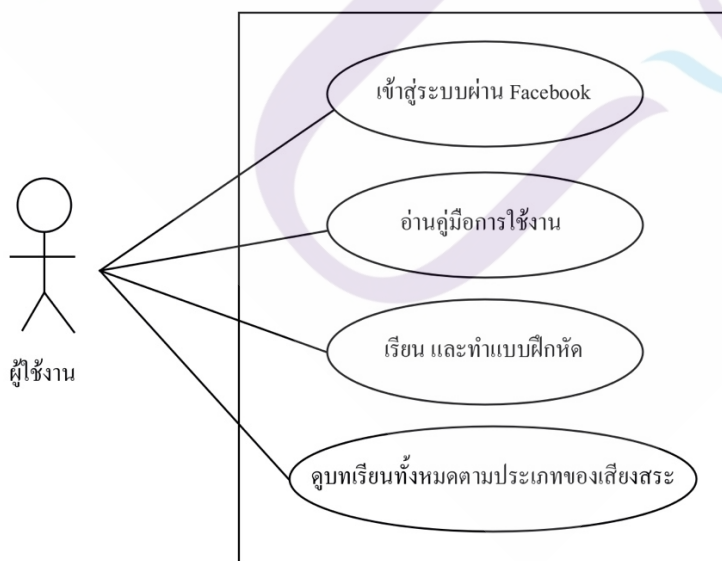 เข้าสู่ระบบผ่าน Facebook
อ่านคู่มือการใช้งาน
เรียน และทำแบบฝึกหัด
ผู้ใช้งาน
ดูบทเรียนทั้งหมดตามประเภทของเสียงสระ